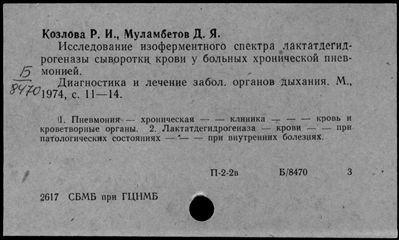 Козлова Р. И., Муламбетов Д. Я.
Исследование изоферментного спектра лактатдегид-
рогеназы сыворотки крови у больных хронической пнев-
монией.
Б
8470
Диагностика и лечение забол. органов дыхания. М.,
1974, с. 11—14.
1. Пневмония — хроническая — — клиника — — — кровь и
кроветворные органы. 2. Лактатдегидрогеназа — крови — — при
патологических состояниях — — — при внутренних болезнях.
П-2-2в Б/8470 3
2617 СБМБ при ГЦНМБ